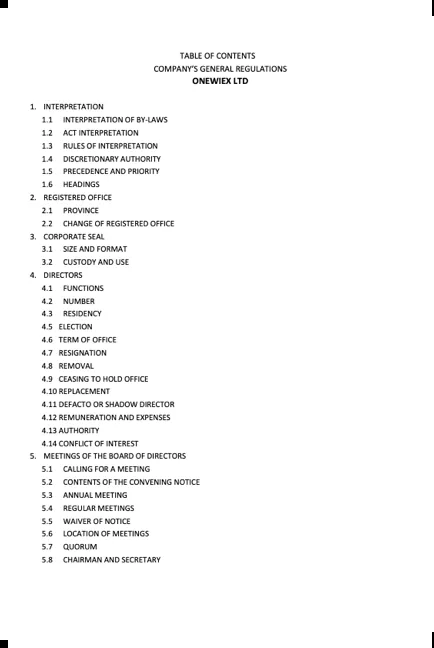 TABLE OF CONTENTS
COMPANY'S GENERAL REGULATIONS
ONEWIEX LTD
1. INTERPRETATION
1.1 INTERPRETATION OF BY-LAWS
1.2 ACT INTERPRETATION
1.3 RULES OF INTERPRETATION
1.4 DISCRETIONARY AUTHORITY
1.5 PRECEDENCE AND PRIORITY
1.6 HEADINGS
2. REGISTERED OFFICE
2.1 PROVINCE
2.2 CHANGE OF REGISTERED OFFICE
3. CORPORATE SEAL
3.1 SIZE AND FORMAT
3.2 CUSTODY AND USE
4. DIRECTORS
4.1 FUNCTIONS
4.2 NUMBER
4.3 RESIDENCY
4.5 ELECTION
4.6 TERM OF OFFICE
4.7 RESIGNATION
4.8 REMOVAL
4.9 CEASING TO HOLD OFFICE
4.10 REPLACEMENT
4.11 DEFACTO OR SHADOW DIRECTOR
4.12 REMUNERATION AND EXPENSES
4.13 AUTHORITY
4.14 CONFLICT OF INTEREST
5. MEETINGS OF THE BOARD OF DIRECTORS
5.1 CALLING FOR A MEETING
5.2 CONTENTS OF THE CONVENING NOTICE
5.3 ANNUAL MEETING
5.4 REGULAR MEETINGS
5.5 WAIVER OF NOTICE
5.6 LOCATION OF MEETINGS
5.7 QUORUM
5.8 CHAIRMAN AND SECRETARY